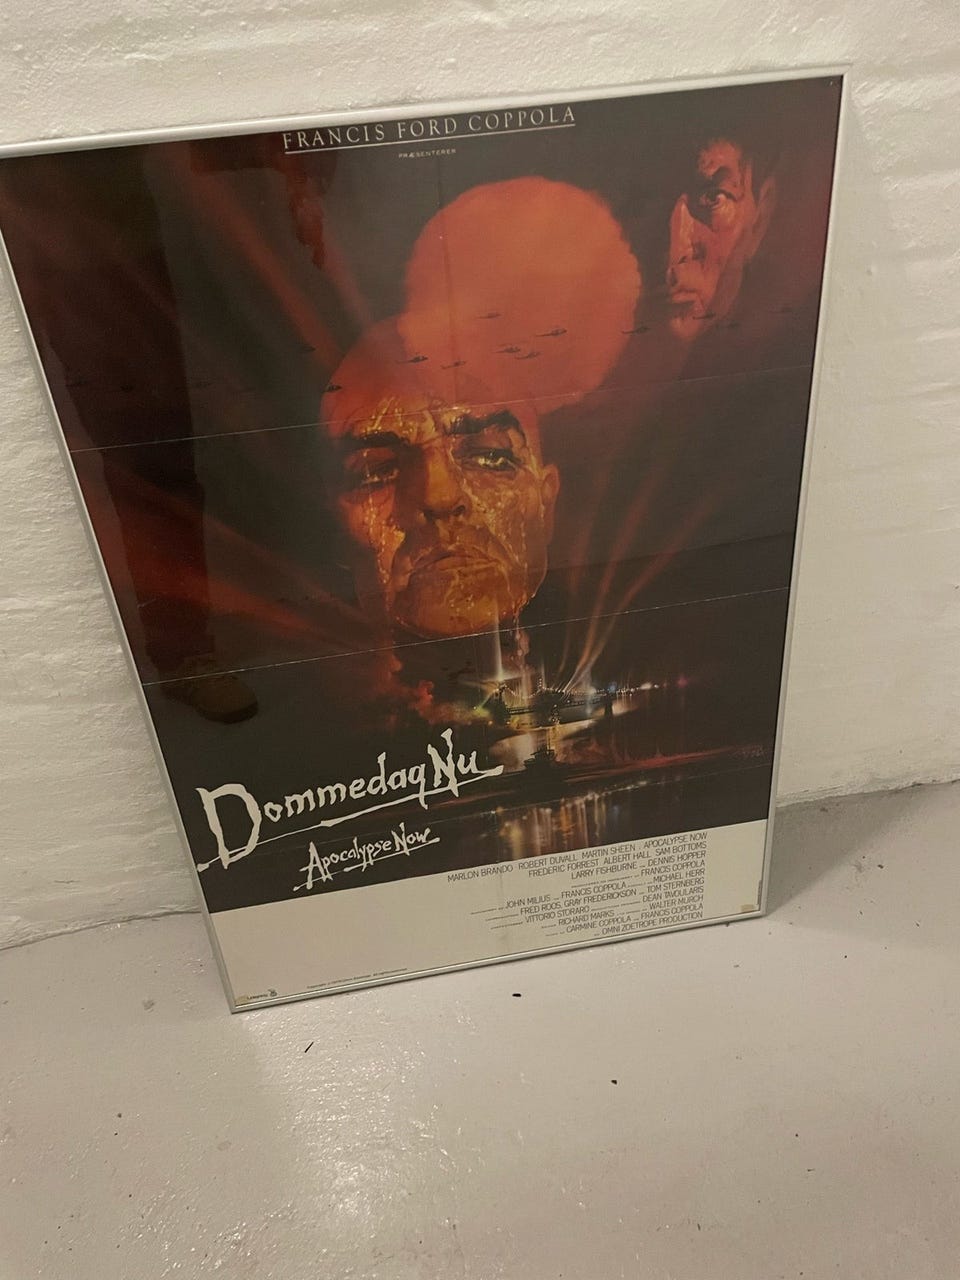 FRANCIS FORD COPPOLA
PRÆSENTERER
Dommedag Nu
Apocalypse Now
MARLON BRANDO ROBERT DUVALL MARTIN SHEEN APOCALYPSE NOW
FREDERIC FORREST ALBERT HALL SAM BOTTOMS
LARRY FISHBURNE DENNIS HOPPER
FRANCIS COPPOLA
JOHN MILIUS FRANCIS COPPOLA MICHAEL HERR
FRED ROOS, GRAY FREDERICKSON TOM STERNBERG
VITTORIO STORARO DEAN TAVOULARIS
RICHARD MARKS WALTER MURCH
CARMINE COPPOLA FRANCIS COPPOLA
OMNI ZOETROPE PRODUCTION